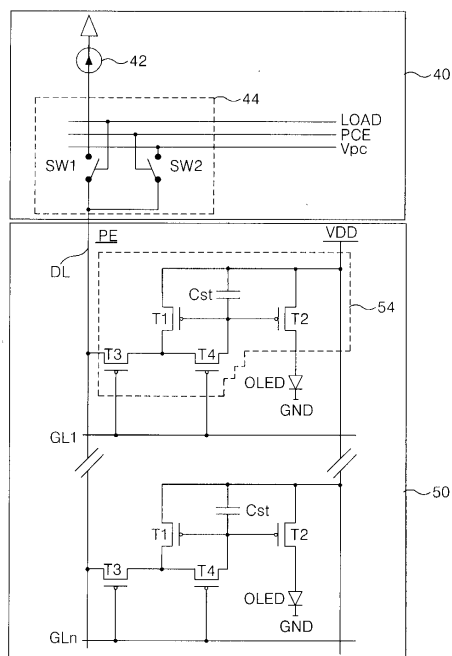 42
40
44
LOAD
PCE
Vpc
SW1
SW2
PE
VDD
DL
Cst
54
T1
T2
T3
T4
OLED
GND
GL1
50
Cst
T1
T2
T3
T4
OLED
GND
GLn